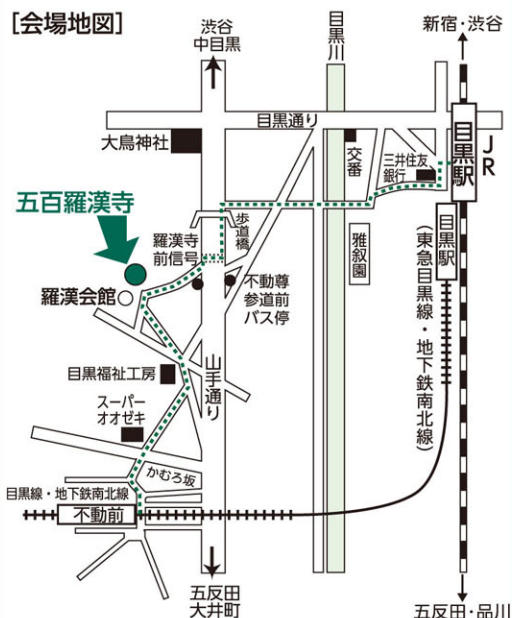 [会場地図]
渋谷
中目黒
目黒川
新宿・渋谷
目黒通り
大鳥神社
交番
三井住友
銀行
目黒駅
JR
五百羅漢寺
歩道橋
羅漢寺
前信号
雅叙園
目黒駅
(東急目黒線・地下鉄南北線)
羅漢会館
不動尊
参道前
バス停
山手通り
目黒福祉工房
スーパー
オオゼキ
かむろ坂
目黒線・地下鉄南北線
不動前
五反田
大井町
五反田・品川